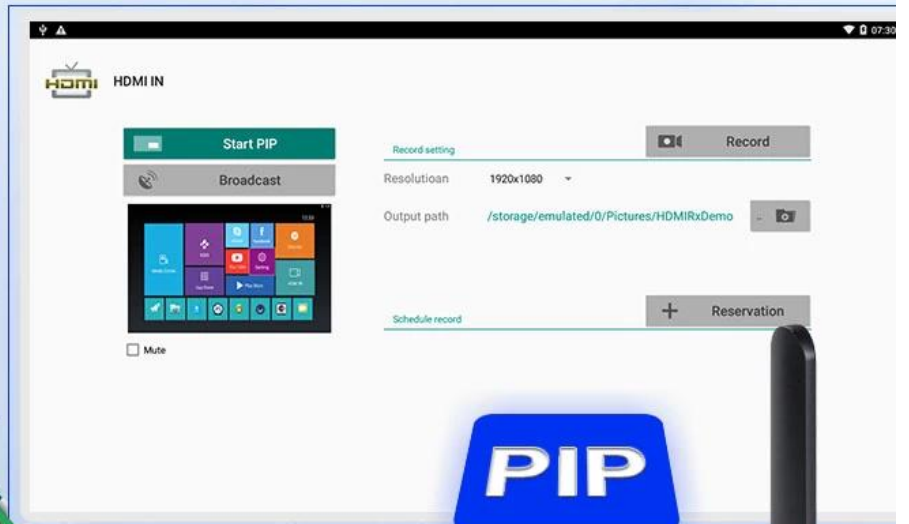 07:30
HDMI
HDMI IN
Start PIP
Broadcast
Mute
Record setting
Record
Resolutioan
1920x1080
Output path
/storage/emulated/0/Pictures/HDMIRxDemo
Schedule record
Reservation
PIP